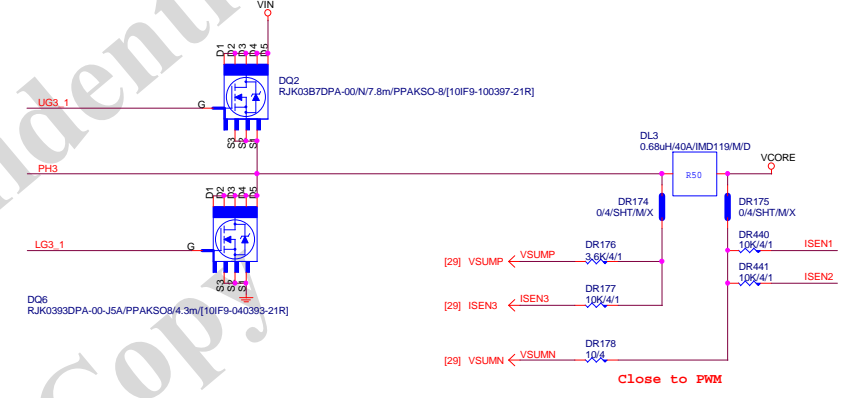 VIN
D1 D2 D3 D4 D5
DQ2
RJK03B7DPA-00/N/7.8m/PPAKSO-8/[10IF9-100397-21R]
UG3_1
G
S3 S2 S1
DL3
0.68uH/40A/IMD119/M/D
VCORE
PH3
R50
D1 D2 D3 D4 D5
DR174
0/4/SHT/M/X
DR175
0/4/SHT/M/X
LG3_1
G
DR440
10K/4/1
ISEN1
DR176
3.6K/4/1
[29] VSUMP
VSUMP
DR441
10K/4/1
ISEN2
S3 S2 S1
DR177
10K/4/1
[29] ISEN3
ISEN3
DQ6
RJK0393DPA-00-J5A/PPAKSO8/4.3m/[10IF9-040393-21R]
DR178
10/4
[29] VSUMN
VSUMN
Close to PWM
Copy